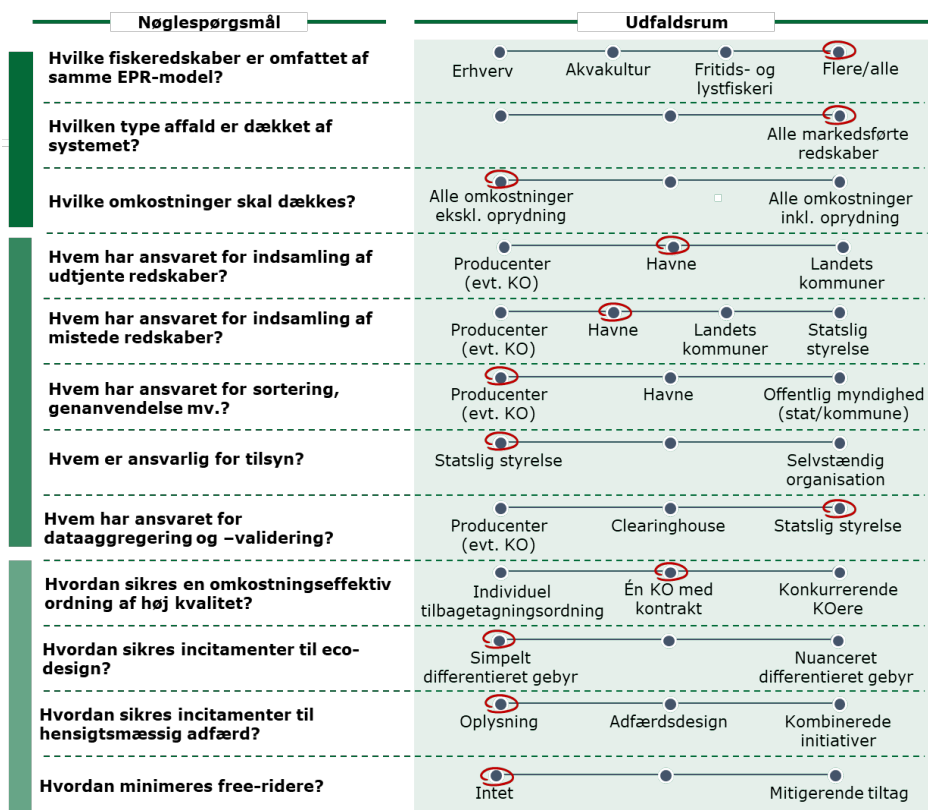 Nøglespørgsmål
Udfaldsrum
Hvilke fiskeredskaber er omfattet af
samme EPR-model?
Erhverv
Akvakultur
Fritids- og
lystfiskeri
Flere/alle
Hvilken type affald er dækket af
systemet?
Alle markedsførte
redskaber
Hvilke omkostninger skal dækkes?
Alle omkostninger
ekskl. oprydning
Alle omkostninger
inkl. oprydning
Hvem har ansvaret for indsamling af
udtjente redskaber?
Producenter
(evt. KO)
Havne
Landets
kommuner
Hvem har ansvaret for indsamling af
mistede redskaber?
Producenter
(evt. KO)
Havne
Landets
kommuner
Statslig
styrelse
Hvem har ansvaret for sortering,
genanvendelse mv.?
Producenter
(evt. KO)
Havne
Offentlig myndighed
(stat/kommune)
Hvem er ansvarlig for tilsyn?
Statslig styrelse
Selvstændig
organisation
Hvem har ansvaret for
dataaggregering og –validering?
Producenter
(evt. KO)
Clearinghouse
Statslig styrelse
Hvordan sikres en omkostningseffektiv
ordning af høj kvalitet?
Individuel
tilbagetagningsordning
Én KO med
kontrakt
Konkurrerende
KOere
Hvordan sikres incitamenter til eco-
design?
Simpelt
differentieret gebyr
Nuanceret
differentieret gebyr
Hvordan sikres incitamenter til
hensigtsmæssig adfærd?
Oplysning
Adfærdsdesign
Kombinerede
initiativer
Hvordan minimeres free-ridere?
Intet
Mitigerende tiltag